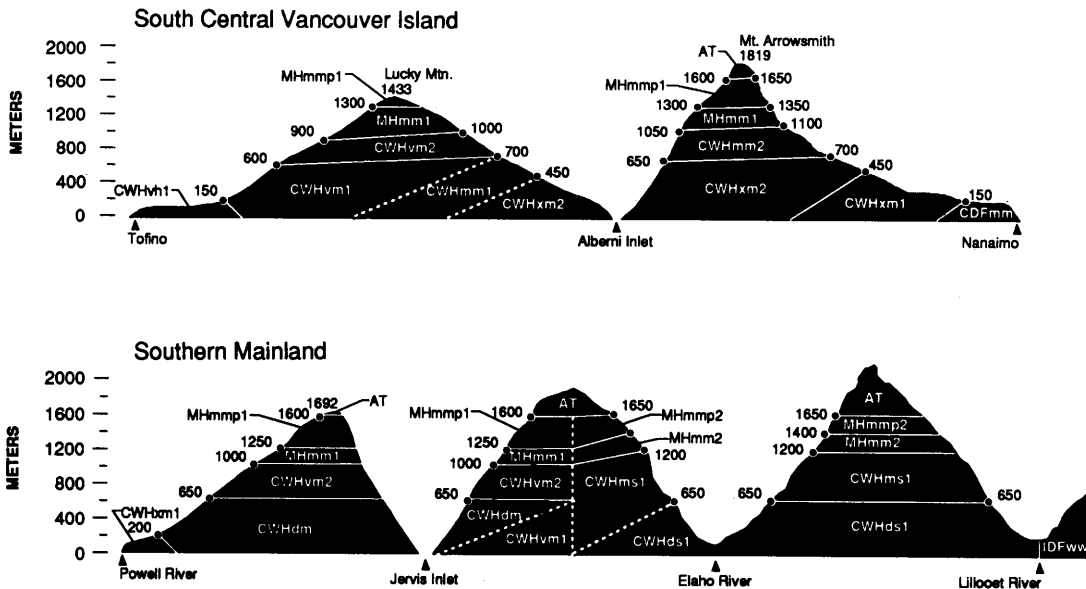 South Central Vancouver Island
METERS
2000
1600
1200
800
400
0
Lucky Mtn.
1433
MHmmp1
1300
MHmm1
900
1000
CWHvm2
600
700
CWHvm1
CWHmm1
450
CWHxm2
CWHvh1
150
Tofino
Alberni Inlet
Mt. Arrowsmith
1819
AT
1600
1650
MHmmp1
1300
1350
MHmm1
1050
1100
CWHmm2
650
700
CWHxm2
450
CWHxm1
150
CDFmm
Nanaimo
Southern Mainland
METERS
2000
1600
1200
800
400
0
1692
1600
AT
MHmmp1
1250
MHmm1
1000
CWHvm2
650
CWHdm
CWHxm1
200
Powell River
Jervis Inlet
AT
1600
1650
MHmmp1
MHmmp2
1250
MHmm1
MHmm2
1000
1200
CWHvm2
CWHms1
650
650
CWHdm
CWHvm1
CWHds1
Elaho River
AT
1650
MHmmp2
1400
MHmm2
1200
CWHms1
650
650
CWHds1
IDFww
Lillooet River